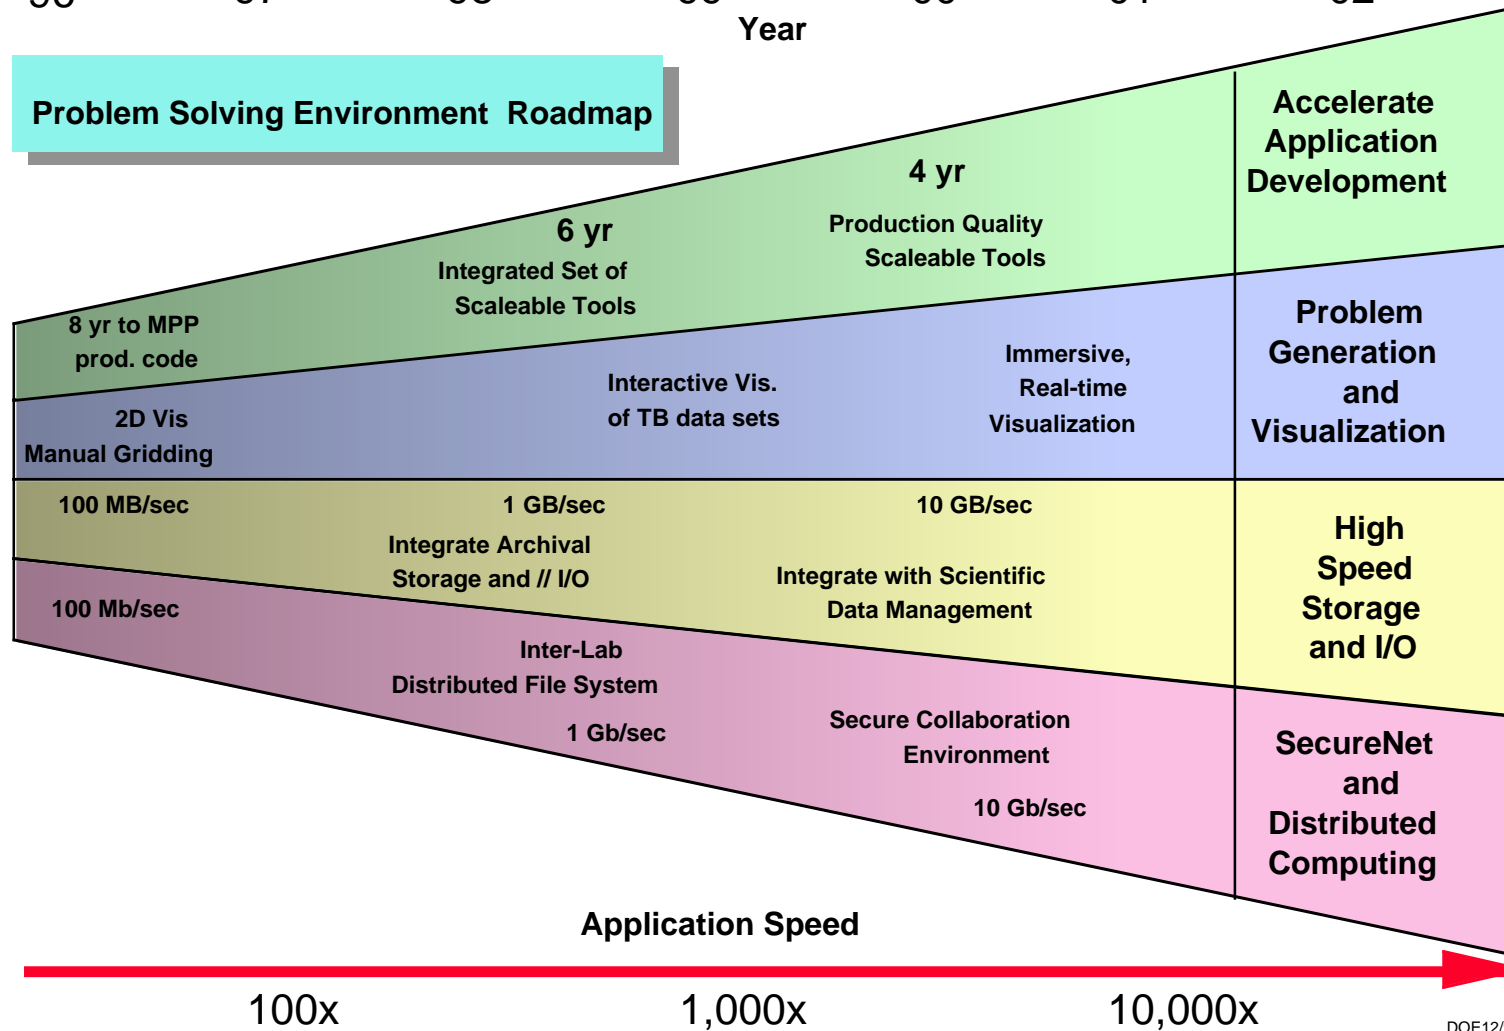 Year
Problem Solving Environment Roadmap
Accelerate
Application
Development
4 yr
Production Quality
Scaleable Tools
6 yr
Integrated Set of
Scaleable Tools
8 yr to MPP
prod. code
Problem
Generation
and
Visualization
Immersive,
Real-time
Visualization
Interactive Vis.
of TB data sets
2D Vis
Manual Gridding
100 MB/sec
1 GB/sec
10 GB/sec
Integrate Archival
Storage and // I/O
Integrate with Scientific
Data Management
High
Speed
Storage
and I/O
100 Mb/sec
Inter-Lab
Distributed File System
1 Gb/sec
Secure Collaboration
Environment
10 Gb/sec
SecureNet
and
Distributed
Computing
Application Speed
100x
1,000x
10,000x